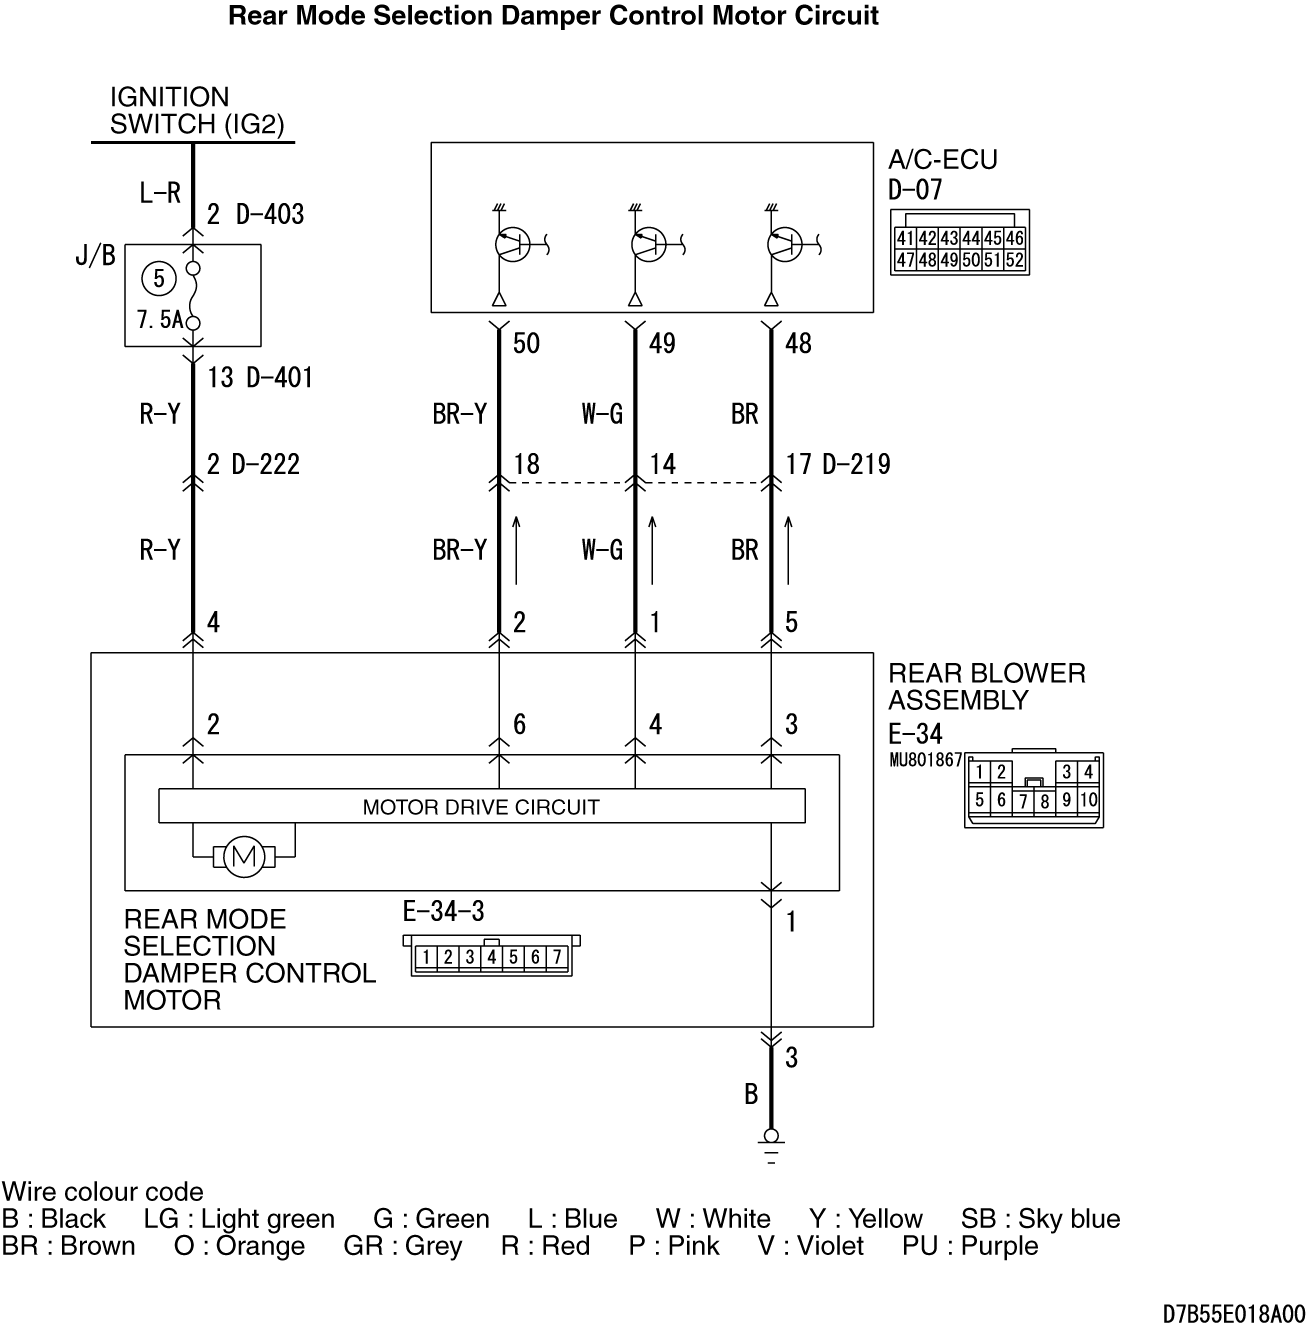 Rear Mode Selection Damper Control Motor Circuit
IGNITION
SWITCH (IG2)
L-R
2 D-403
J/B
5
7.5A
13 D-401
R-Y
2 D-222
R-Y
4
A/C-ECU
D-07
41 42 43 44 45 46
47 48 49 50 51 52
50 49 48
BR-Y W-G BR
18 14 17 D-219
BR-Y W-G BR
2 1 5
REAR BLOWER
ASSEMBLY
E-34
MU801867
1 2 3 4
5 6 7 8 9 10
2 6 4 3
MOTOR DRIVE CIRCUIT
M
REAR MODE
SELECTION
DAMPER CONTROL
MOTOR
E-34-3
1 2 3 4 5 6 7
1
3
B
Wire colour code
B : Black LG : Light green G : Green L : Blue W : White Y : Yellow SB : Sky blue
BR : Brown O : Orange GR : Grey R : Red P : Pink V : Violet PU : Purple
D7B55E018A00